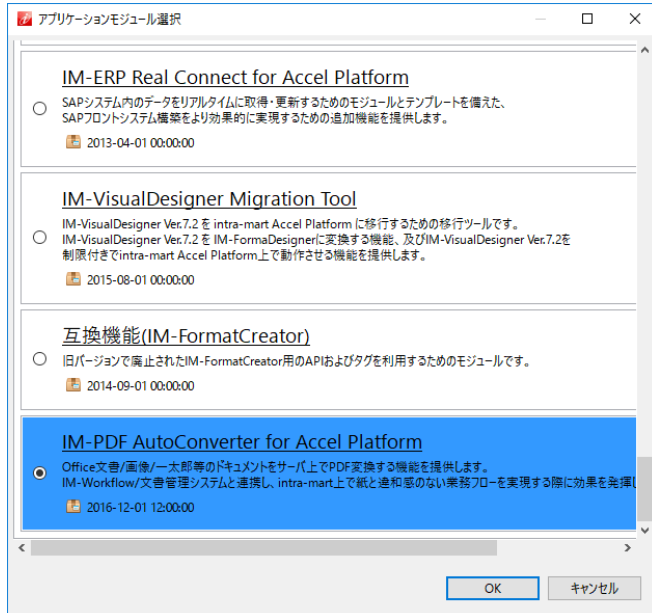 アプリケーションモジュール選択
IM-ERP Real Connect for Accel Platform
SAPシステム内のデータをリアルタイムに取得・更新するためのモジュールとテンプレートを備えた、
SAPフロントシステム構築をより効果的に実現するための追加機能を提供します。
2013-04-01 00:00:00
IM-VisualDesigner Migration Tool
IM-VisualDesigner Ver.7.2 を intra-mart Accel Platform に移行するための移行ツールです。
IM-VisualDesigner Ver.7.2 を IM-FormaDesignerに変換する機能、及びIM-VisualDesigner Ver.7.2を
制限付きでintra-mart Accel Platform上で動作させる機能を提供します。
2015-08-01 00:00:00
互換機能(IM-FormatCreator)
旧バージョンで廃止されたIM-FormatCreator用のAPIおよびタグを利用するためのモジュールです。
2014-09-01 00:00:00
IM-PDF AutoConverter for Accel Platform
Office文書/画像/一太郎等のドキュメントをサーバ上でPDF変換する機能を提供します。
IM-Workflow/文書管理システムと連携し、intra-mart上で紙と違和感のない業務フローを実現する際に効果を発揮し
2016-12-01 12:00:00
OK
キャンセル